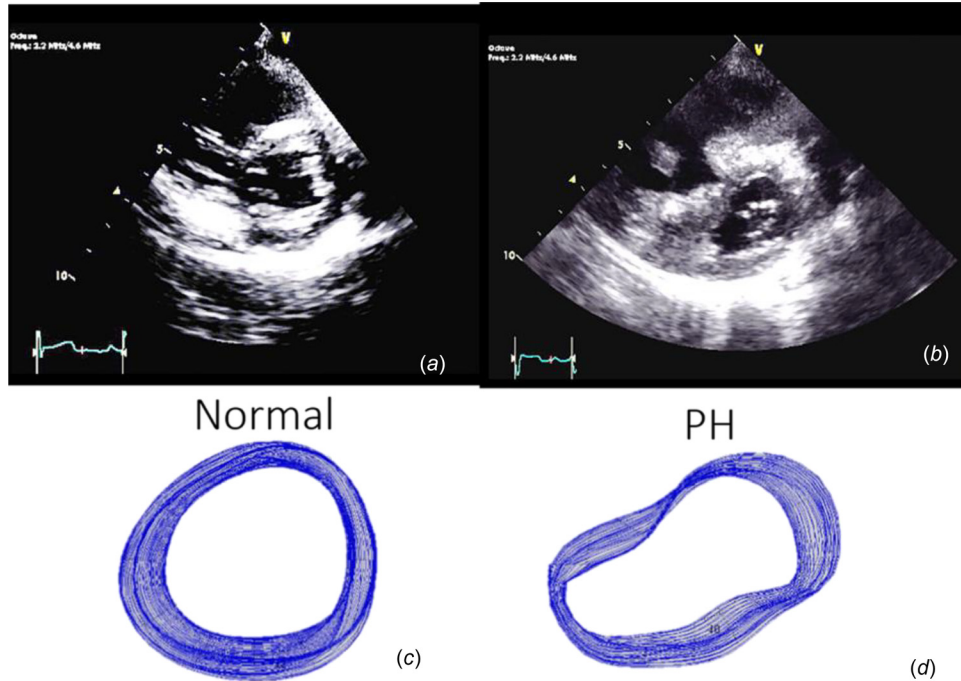 Octave
Freq.: 2.2 MHz/4.6 MHz
V
5
10
(a)
Octave
Freq.: 2.2 MHz/4.6 MHz
V
5
10
(b)
Normal
(c)
PH
(d)